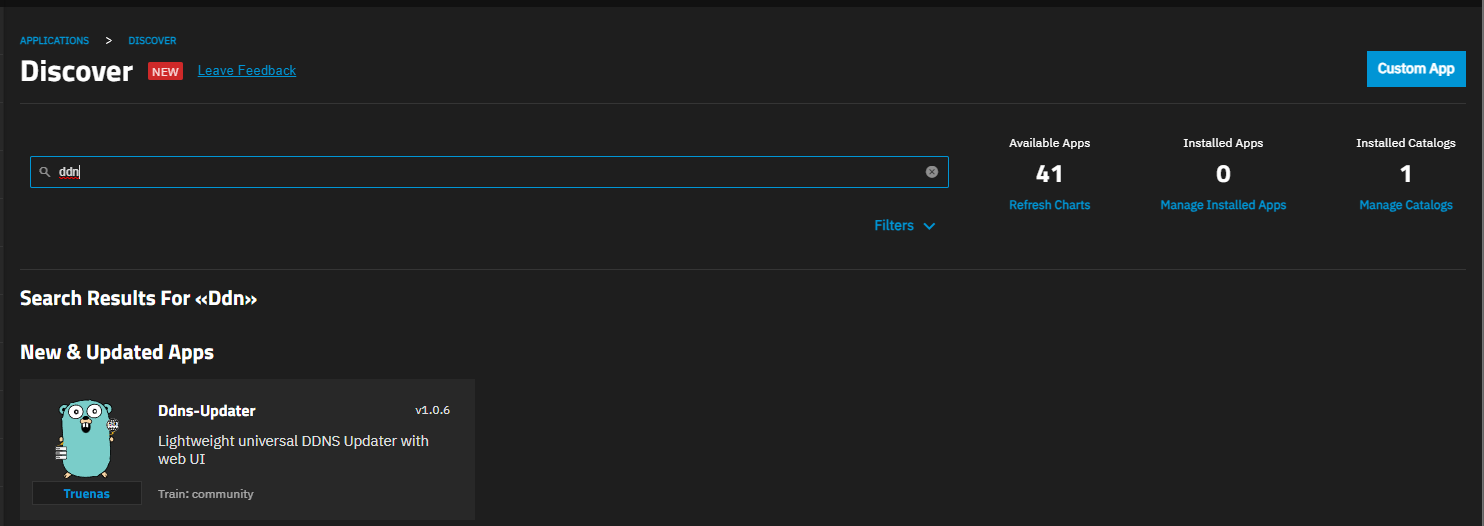 APPLICATIONS > DISCOVER
Discover NEW Leave Feedback
Custom App
ddn
Filters
Available Apps
41
Refresh Charts
Installed Apps
0
Manage Installed Apps
Installed Catalogs
1
Manage Catalogs
Search Results For «Ddn»
New & Updated Apps
Ddns-Updater v1.0.6
Lightweight universal DDNS Updater with
web UI
Truenas Train: community